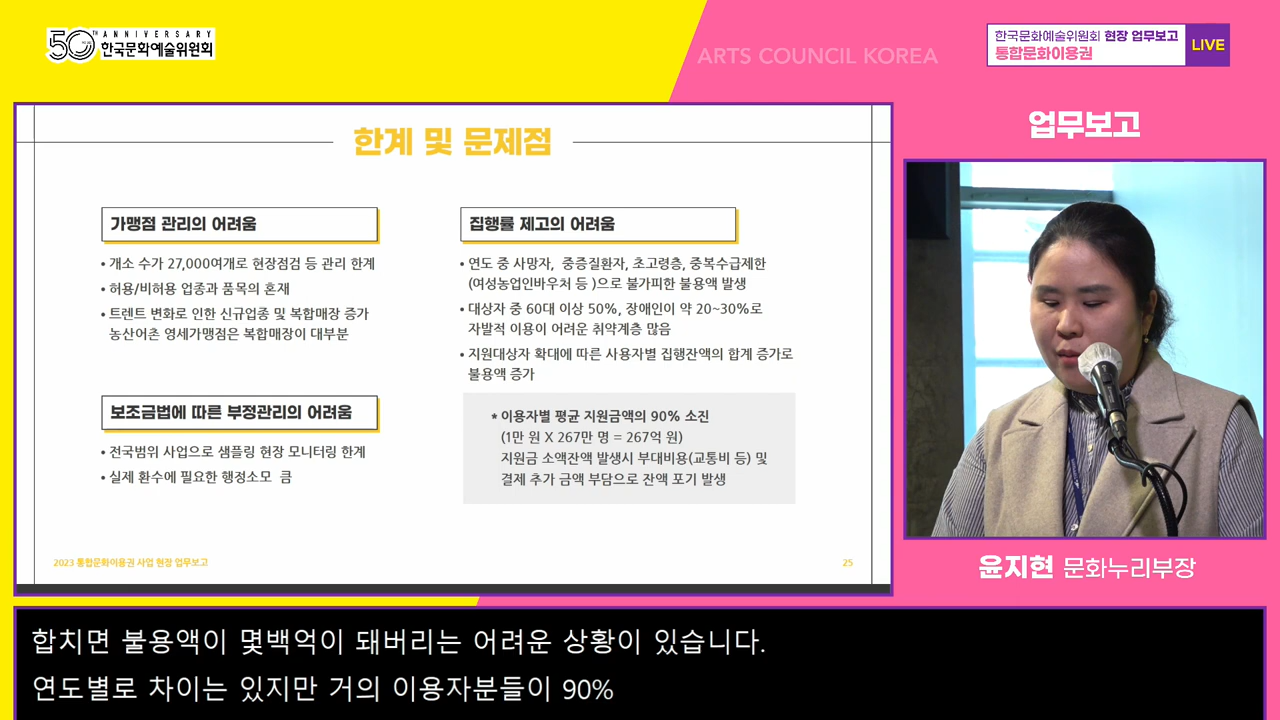 50TH ANNIVERSARY
한국문화예술위원회
ARTS COUNCIL KOREA
한국문화예술위원회 현장 업무보고
통합문화이용권
LIVE
업무보고
한계 및 문제점
가맹점 관리의 어려움
• 개소 수가 27,000여개로 현장점검 등 관리 한계
• 허용/비허용 업종과 품목의 혼재
• 트렌트 변화로 인한 신규업종 및 복합매장 증가
농산어촌 영세가맹점은 복합매장이 대부분
보조금법에 따른 부정관리의 어려움
• 전국범위 사업으로 샘플링 현장 모니터링 한계
• 실제 환수에 필요한 행정소모 큼
집행률 제고의 어려움
• 연도 중 사망자, 중증질환자, 초고령층, 중복수급제한
(여성농업인바우처 등 )으로 불가피한 불용액 발생
• 대상자 중 60대 이상 50%, 장애인이 약 20~30%로
자발적 이용이 어려운 취약계층 많음
• 지원대상자 확대에 따른 사용자별 집행잔액의 합계 증가로
불용액 증가
* 이용자별 평균 지원금액의 90% 소진
(1만 원 X 267만 명 = 267억 원)
지원금 소액잔액 발생시 부대비용(교통비 등) 및
결제 추가 금액 부담으로 잔액 포기 발생
2023 통합문화이용권 사업 현장 업무보고
25
윤지현 문화누리부장
합치면 불용액이 몇백억이 돼버리는 어려운 상황이 있습니다.
연도별로 차이는 있지만 거의 이용자분들이 90%